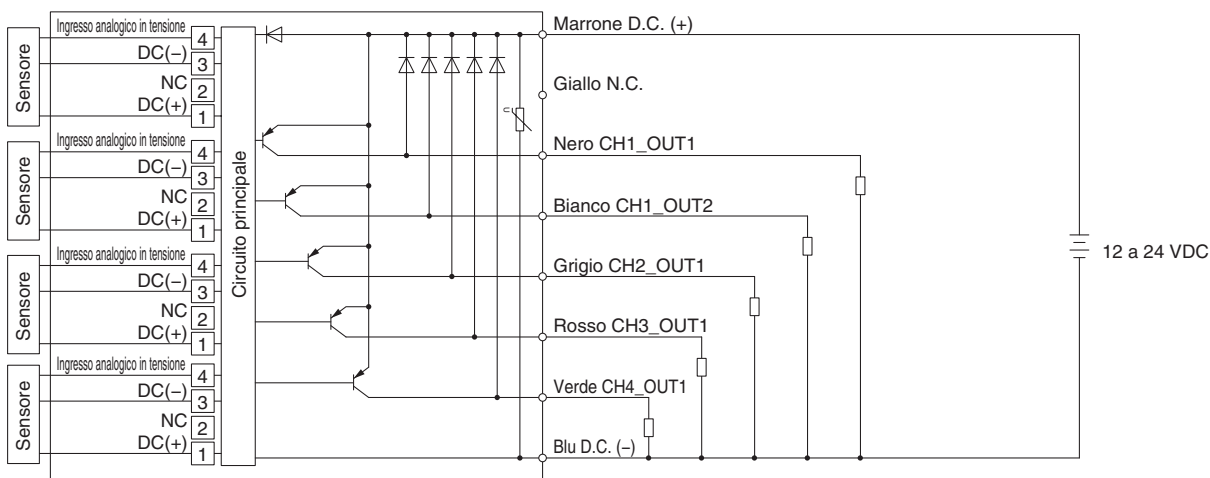 Sensore
Ingresso analogico in tensione 4
DC(−) 3
NC 2
DC(+) 1
Sensore
Ingresso analogico in tensione 4
DC(−) 3
NC 2
DC(+) 1
Sensore
Ingresso analogico in tensione 4
DC(−) 3
NC 2
DC(+) 1
Sensore
Ingresso analogico in tensione 4
DC(−) 3
NC 2
DC(+) 1
Circuito principale
Marrone D.C. (+)
Giallo N.C.
Nero CH1_OUT1
Bianco CH1_OUT2
Grigio CH2_OUT1
Rosso CH3_OUT1
Verde CH4_OUT1
Blu D.C. (−)
12 a 24 VDC